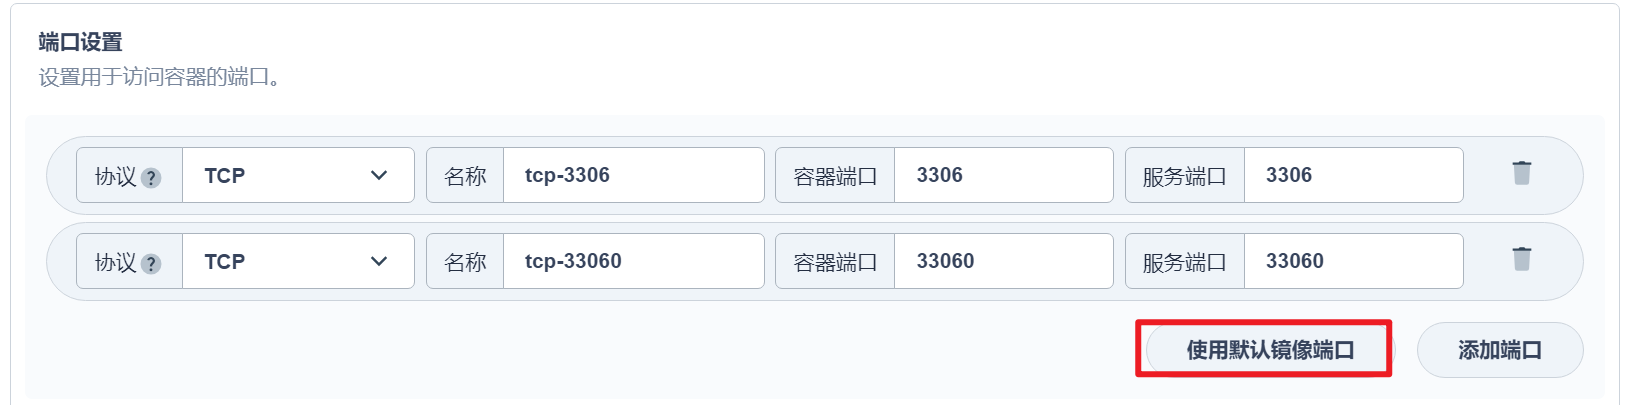 端口设置
设置用于访问容器的端口。
协议 ? TCP 名称 tcp-3306 容器端口 3306 服务端口 3306
协议 ? TCP 名称 tcp-33060 容器端口 33060 服务端口 33060
使用默认镜像端口 添加端口